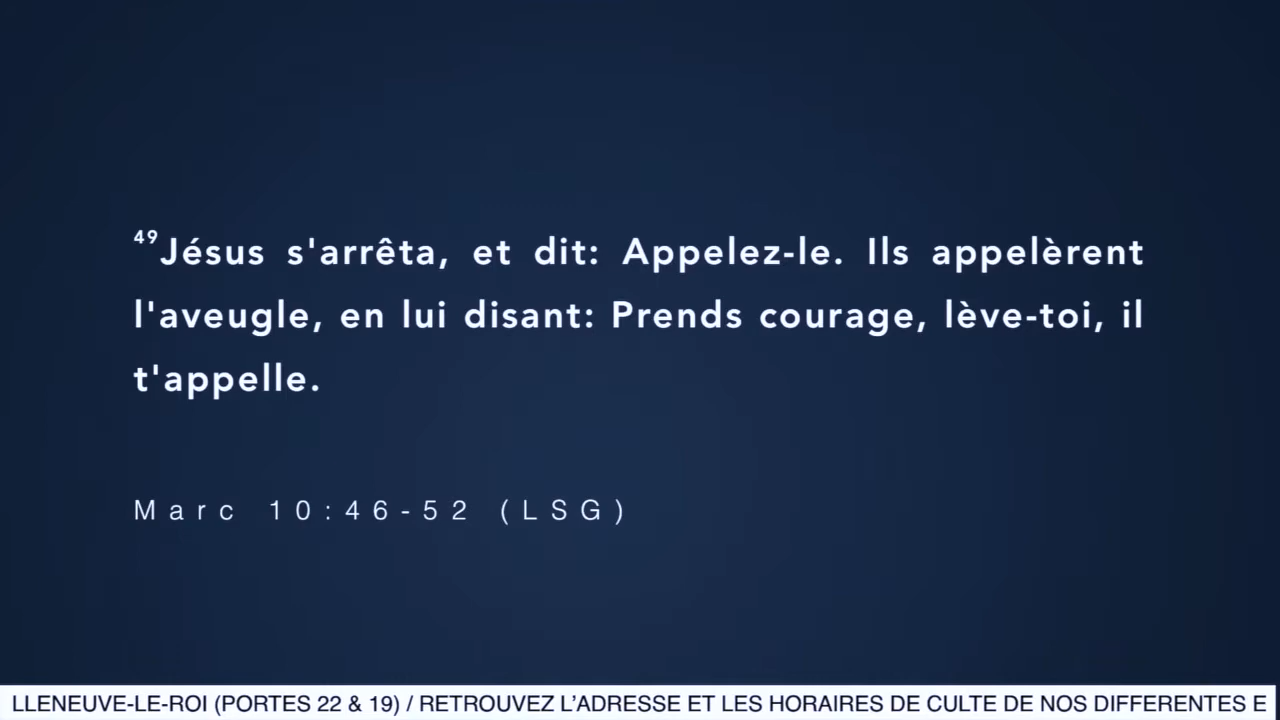 49Jésus s'arrêta, et dit: Appelez-le. Ils appelèrent
l'aveugle, en lui disant: Prends courage, lève-toi, il
t'appelle.
Marc 10:46-52 (LSG)
LLENEUVE-LE-ROI (PORTES 22 & 19) / RETROUVEZ L’ADRESSE ET LES HORAIRES DE CULTE DE NOS DIFFERENTES E